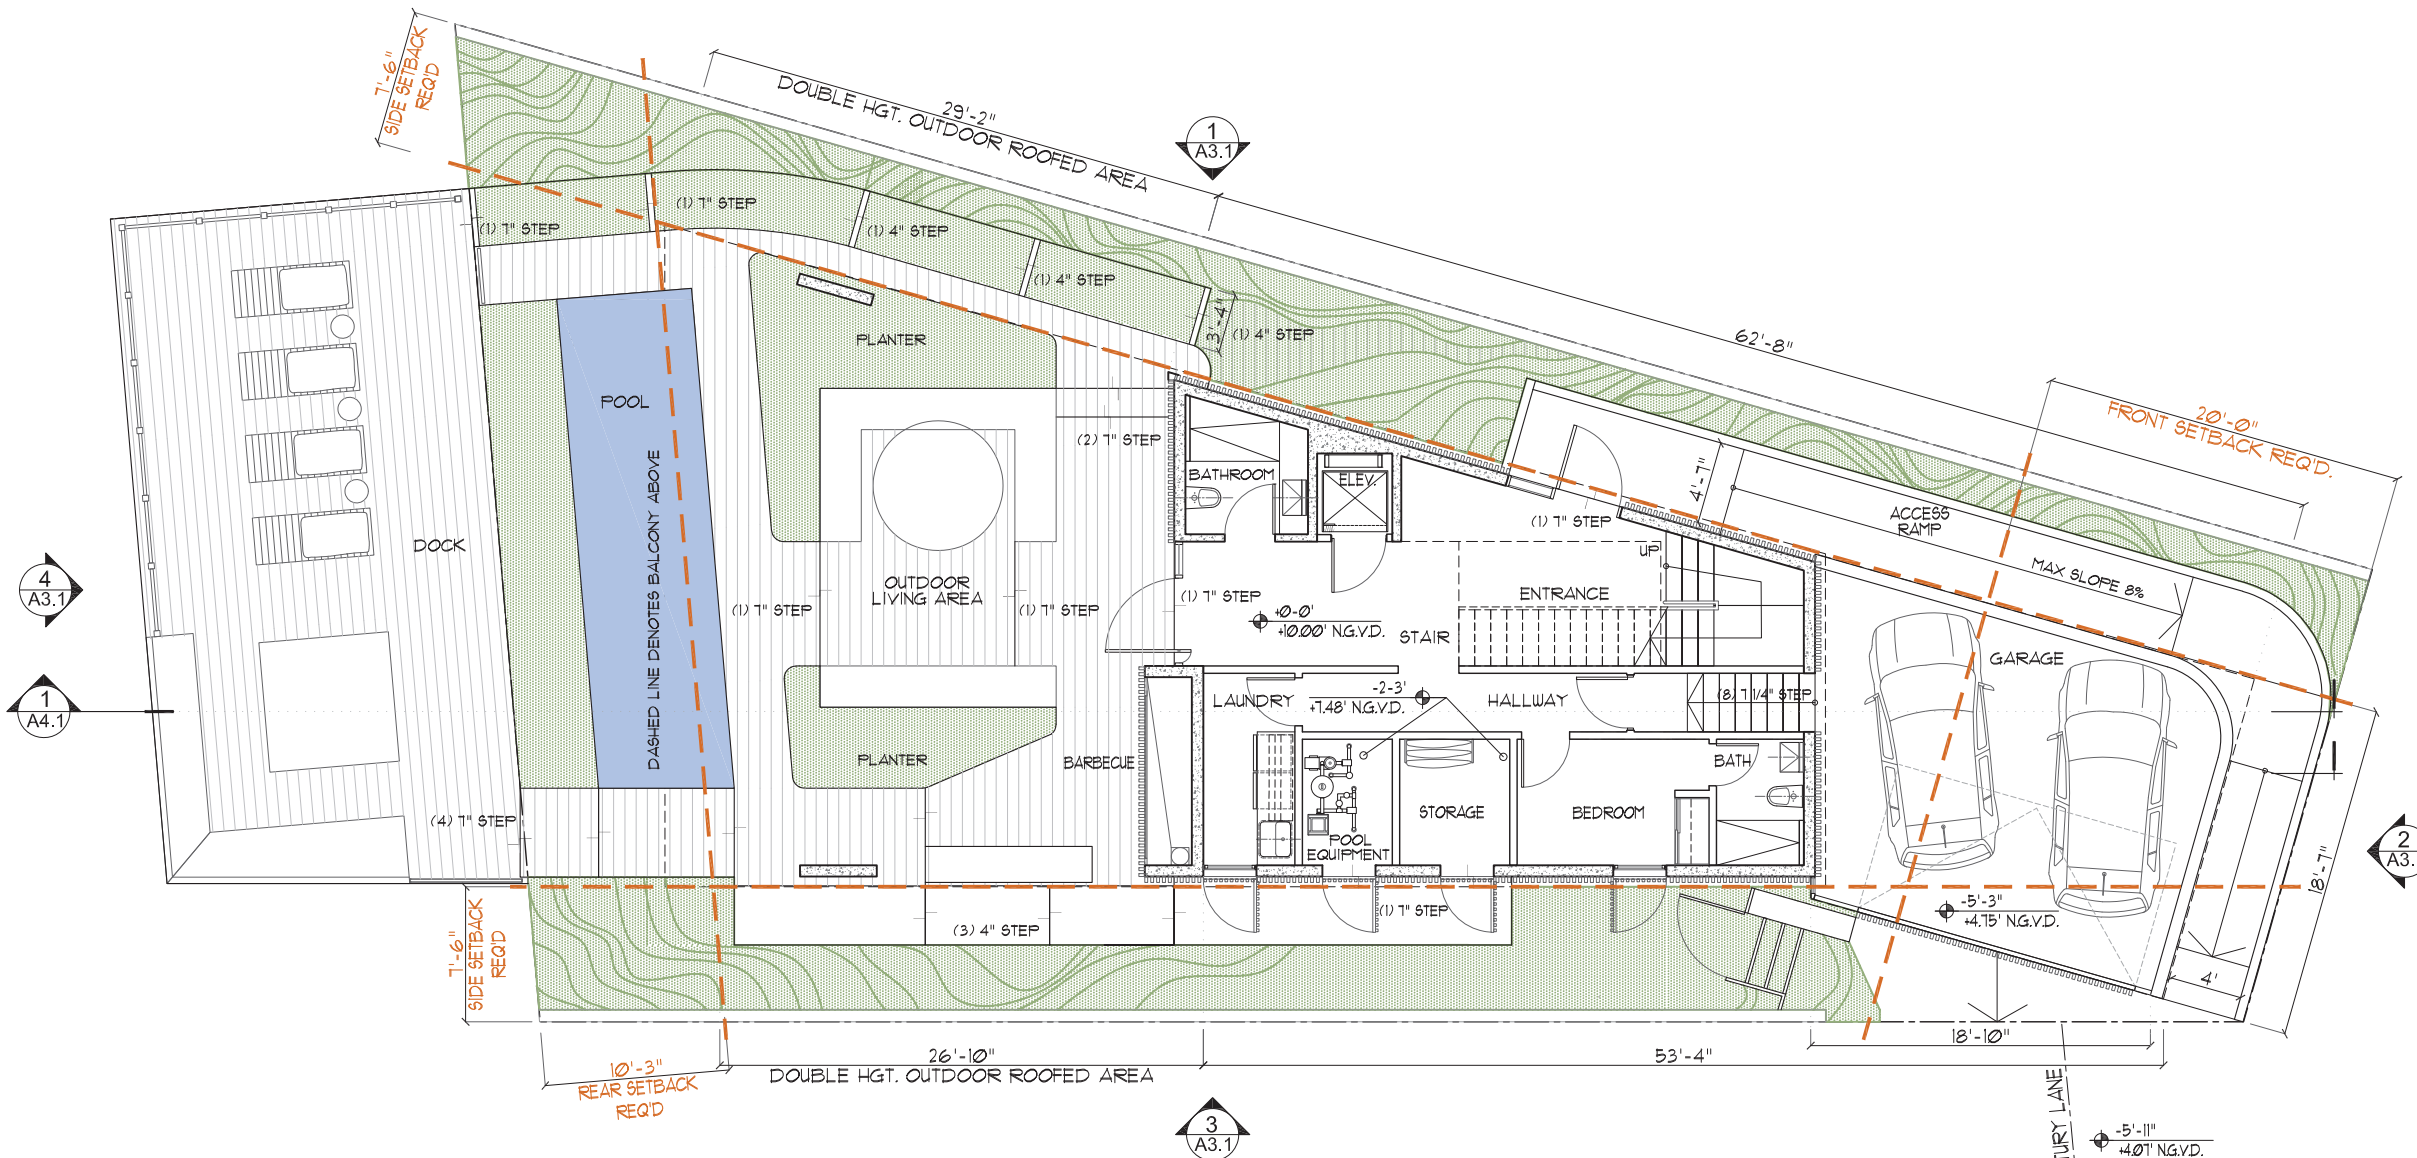 7'-6"
SIDE SETBACK
REQ'D
29'-2"
DOUBLE HGT. OUTDOOR ROOFED AREA
1
A3.1
62'-8"
20'-0"
FRONT SETBACK REQ'D.
(1) 7" STEP
(1) 7" STEP
(1) 4" STEP
(1) 4" STEP
3'-4"
(1) 4" STEP
PLANTER
POOL
DASHED LINE DENOTES BALCONY ABOVE
(2) 7" STEP
BATHROOM
ELEV.
4'-7"
ACCESS
RAMP
(1) 7" STEP
UP
MAX SLOPE 8%
DOCK
4
A3.1
OUTDOOR
LIVING AREA
(1) 7" STEP
(1) 7" STEP
(1) 7" STEP
+0-0'
+10.00' N.G.V.D.
ENTRANCE
STAIR
GARAGE
1
A4.1
LAUNDRY
-2-3'
+7.48' N.G.V.D.
HALLWAY
(8) 7 1/4" STEP
PLANTER
BARBECUE
BATH
(4) 7" STEP
POOL
EQUIPMENT
STORAGE
BEDROOM
2
A3.
18'-7"
7'-6"
SIDE SETBACK
REQ'D
(3) 4" STEP
(1) 7" STEP
-5'-3"
+4.75' N.G.V.D.
4'
18'-10"
10'-3"
REAR SETBACK
REQ'D
26'-10"
DOUBLE HGT. OUTDOOR ROOFED AREA
53'-4"
3
A3.1
TURY LANE
-5'-11"
+4.07' N.G.V.D.